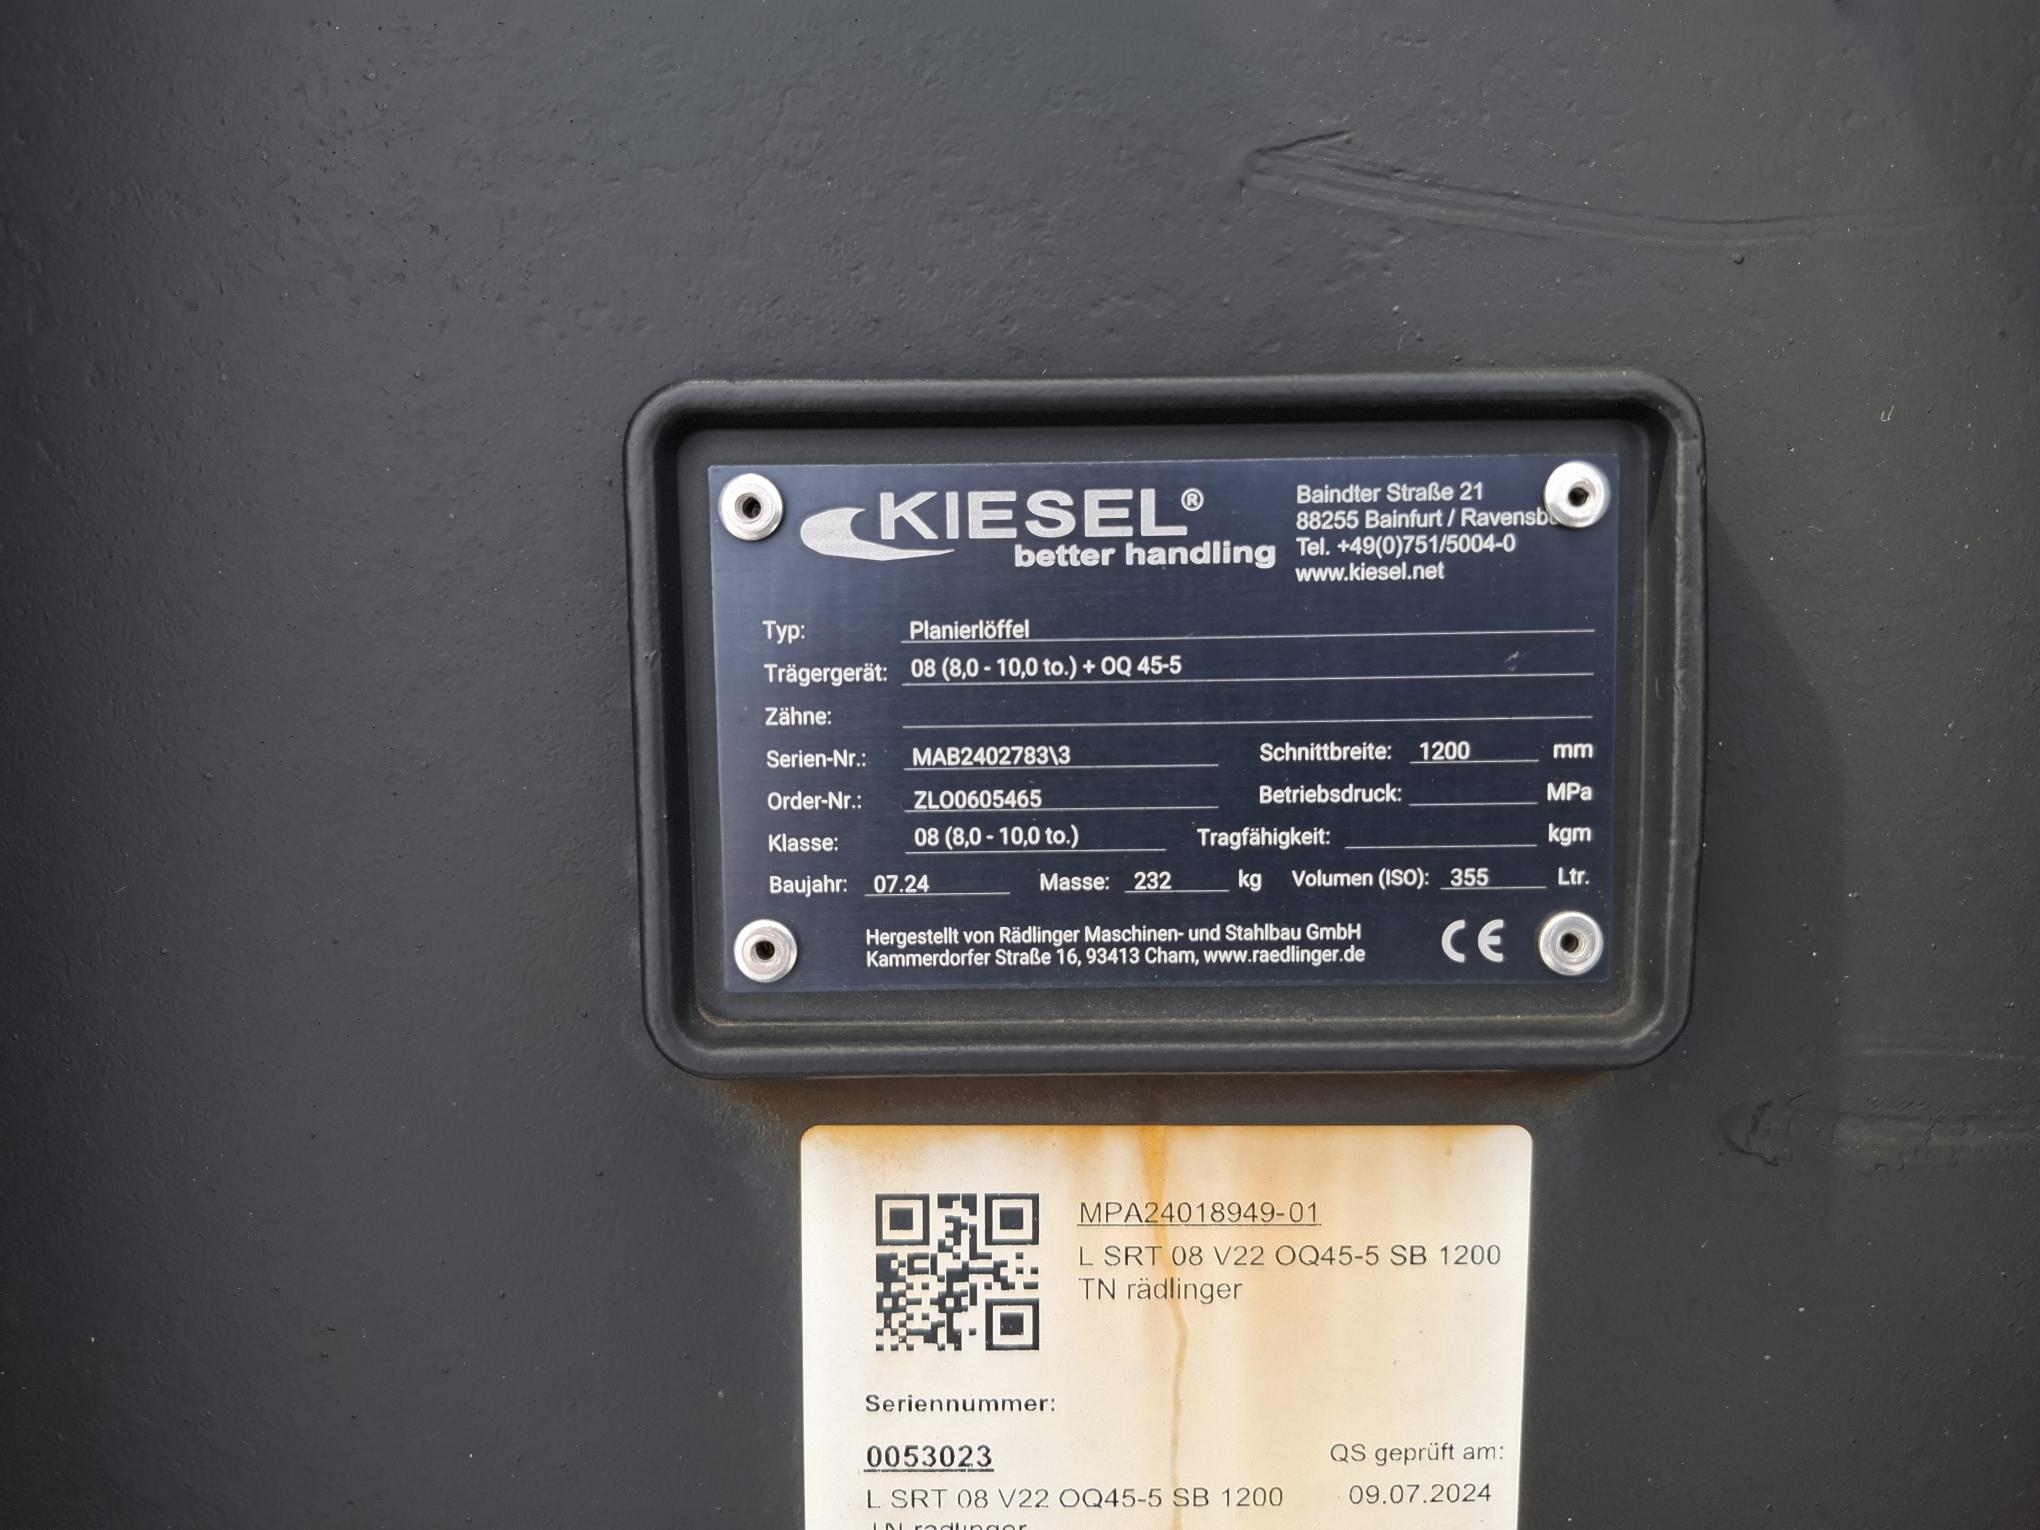 KIESEL®
better handling
Baindter Straße 21
88255 Bainfurt / Ravensbu
Tel. +49(0)751/5004-0
www.kiesel.net
Typ: Planierlöffel
Trägergerät: 08 (8,0 - 10,0 to.) + OQ 45-5
Zähne:
Serien-Nr.: MAB2402783\3 Schnittbreite: 1200 mm
Order-Nr.: ZLO0605465 Betriebsdruck: MPa
Klasse: 08 (8,0 - 10,0 to.) Tragfähigkeit: kgm
Baujahr: 07.24 Masse: 232 kg Volumen (ISO): 355 Ltr.
Hergestellt von Rädlinger Maschinen- und Stahlbau GmbH
Kammerdorfer Straße 16, 93413 Cham, www.raedlinger.de
CE
MPA24018949-01
L SRT 08 V22 OQ45-5 SB 1200
TN rädlinger
Seriennummer:
0053023
QS geprüft am:
L SRT 08 V22 OQ45-5 SB 1200
09.07.2024
TN rädlinger